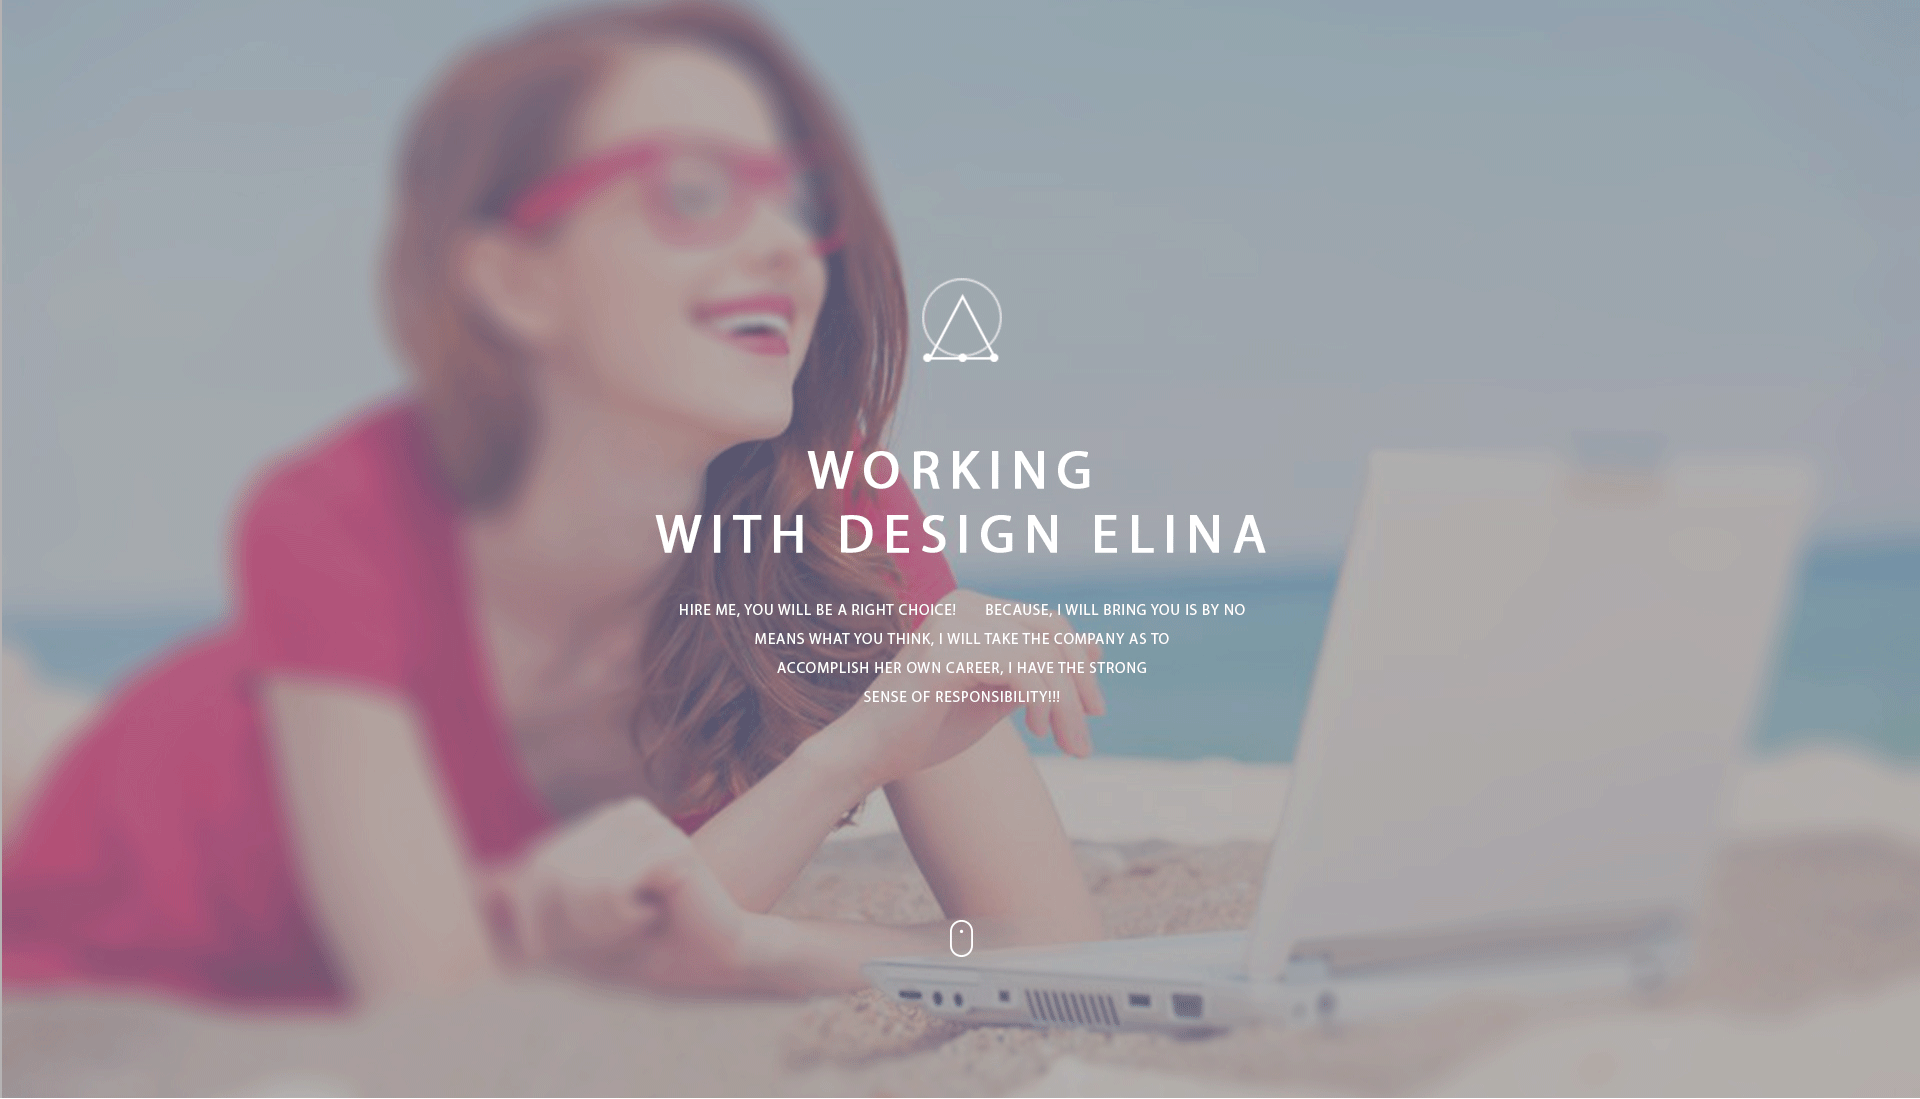 WORKING
WITH DESIGN ELINA
HIRE ME, YOU WILL BE A RIGHT CHOICE! BECAUSE, I WILL BRING YOU IS BY NO
MEANS WHAT YOU THINK, I WILL TAKE THE COMPANY AS TO
ACCOMPLISH HER OWN CAREER, I HAVE THE STRONG
SENSE OF RESPONSIBILITY!!!